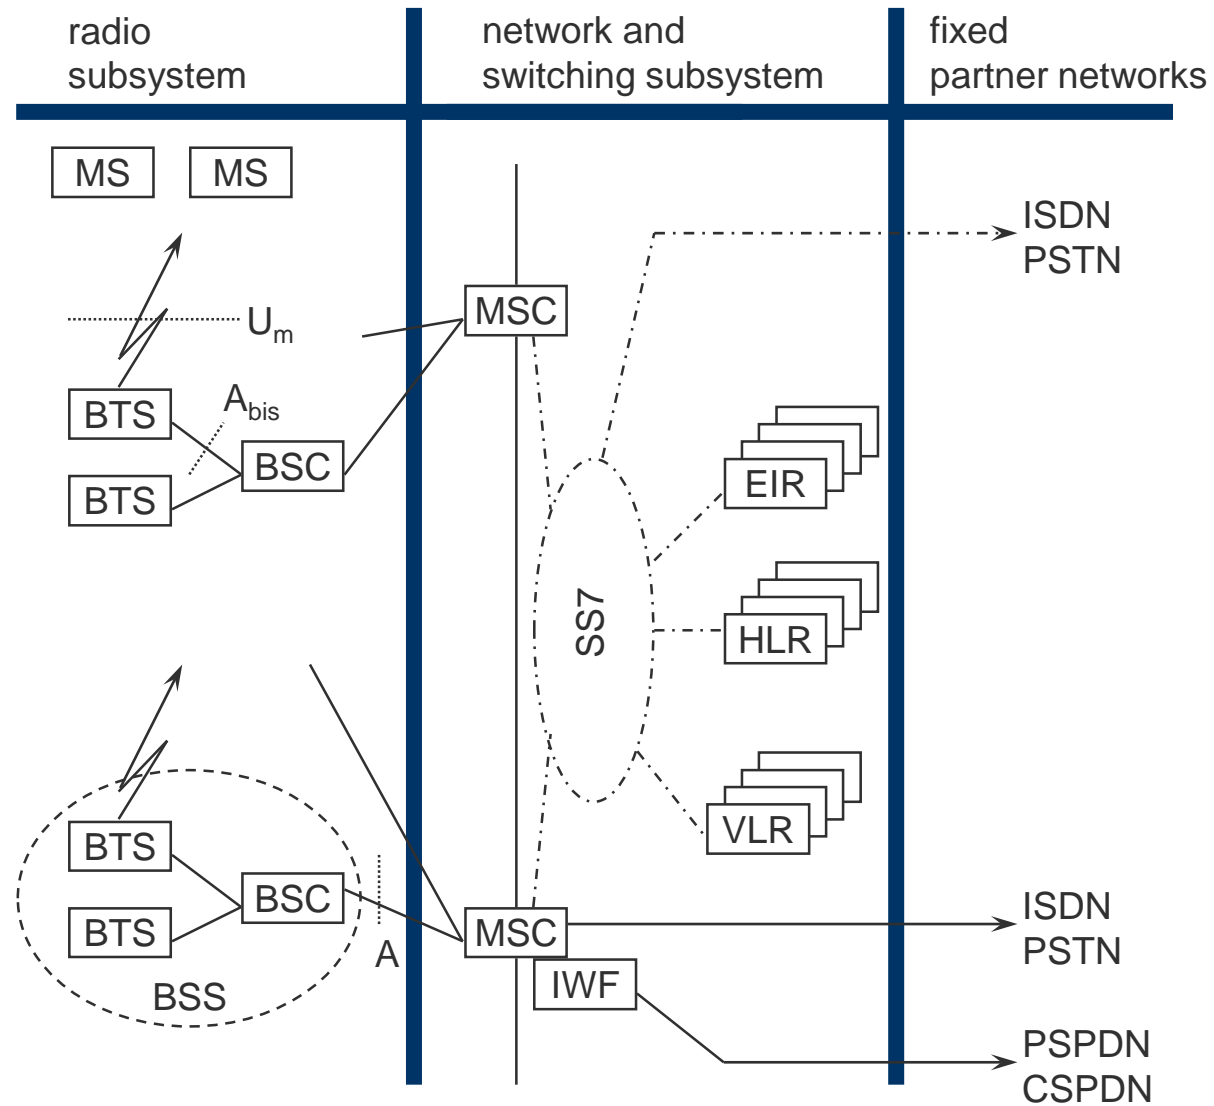 radio
subsystem
network and
switching subsystem
fixed
partner networks
MS
MS
ISDN
PSTN
MSC
Um
Abis
BTS
BSC
BTS
EIR
SS7
HLR
VLR
BTS
BSC
BTS
BSS
A
MSC
IWF
ISDN
PSTN
PSPDN
CSPDN